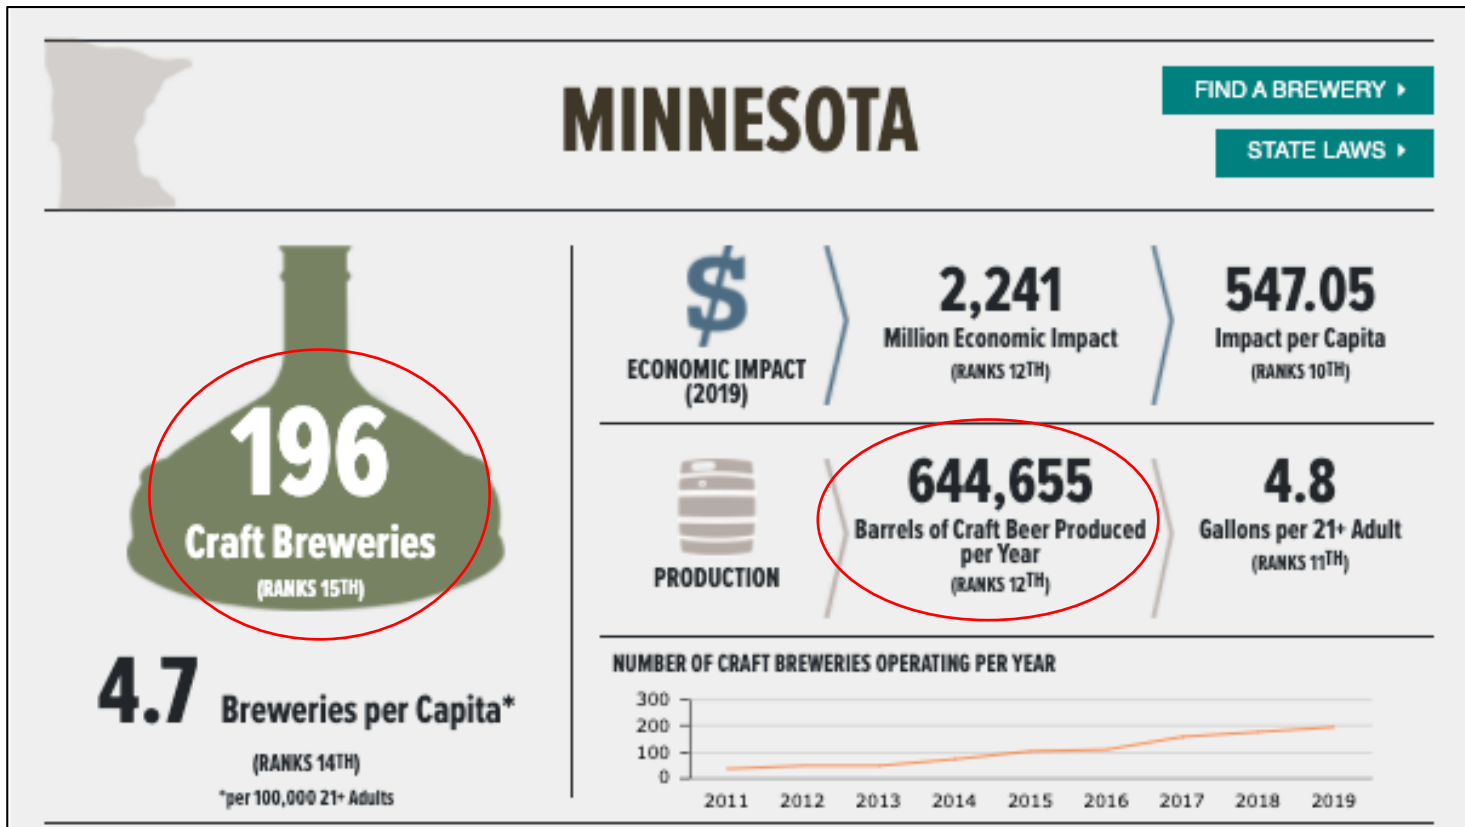 MINNESOTA
FIND A BREWERY
STATE LAWS
196
Craft Breweries
(RANKS 15TH)
4.7 Breweries per Capita*
(RANKS 14TH)
*per 100,000 21+ Adults
$
ECONOMIC IMPACT
(2019)
2,241
Million Economic Impact
(RANKS 12TH)
547.05
Impact per Capita
(RANKS 10TH)
PRODUCTION
644,655
Barrels of Craft Beer Produced
per Year
(RANKS 12TH)
4.8
Gallons per 21+ Adult
(RANKS 11TH)
NUMBER OF CRAFT BREWERIES OPERATING PER YEAR
300
200
100
0
2011 2012 2013 2014 2015 2016 2017 2018 2019